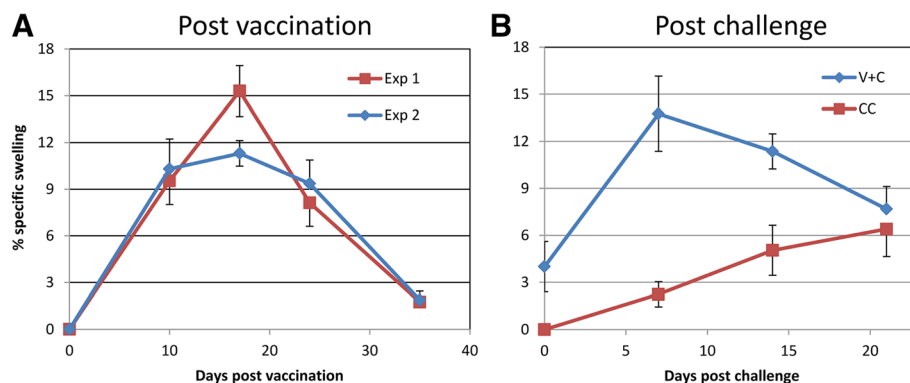 A Post vaccination
18
15
12
9
6
3
0
% specific swelling
0 10 20 30 40
Days post vaccination
Exp 1
Exp 2
B Post challenge
18
15
12
9
6
3
0
0 5 10 15 20
Days post challenge
V+C
CC